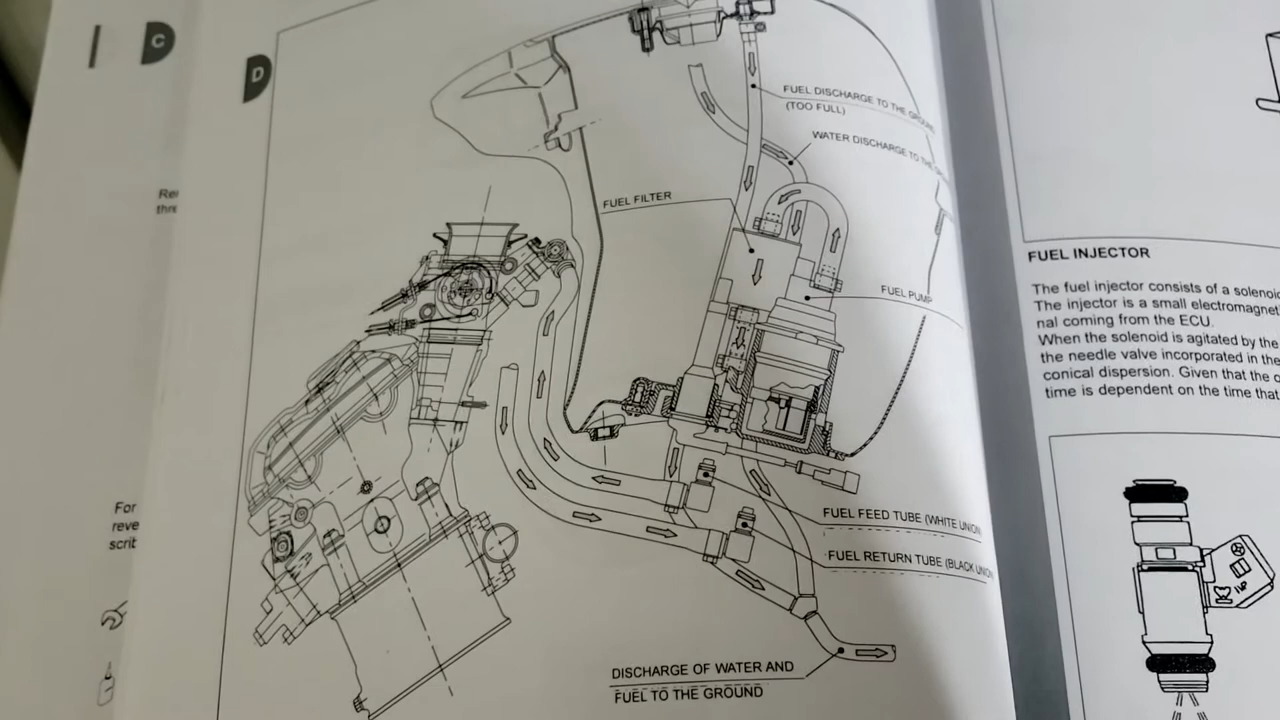 C
D
Rei
thre
For
reve
scrit
FUEL DISCHARGE TO THE GROUND
(TOO FULL)
WATER DISCHARGE TO THE
FUEL FILTER
FUEL PUMP
FUEL FEED TUBE (WHITE UNION)
FUEL RETURN TUBE (BLACK UNION)
DISCHARGE OF WATER AND
FUEL TO THE GROUND
FUEL INJECTOR
The fuel injector consists of a solenoid
The injector is a small electromagnet
nal coming from the ECU.
When the solenoid is agitated by the
the needle valve incorporated in the
conical dispersion. Given that the
time is dependent on the time that